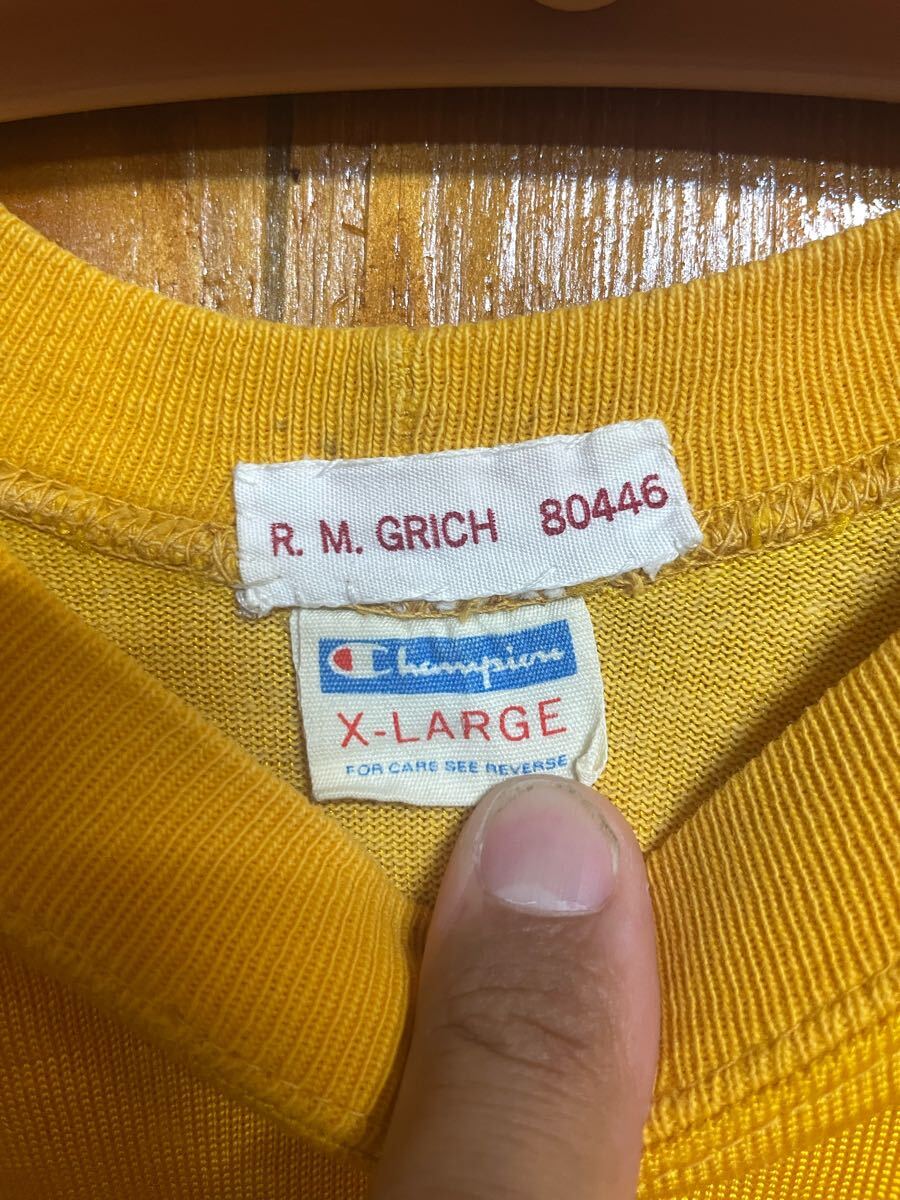 R. M. GRICH 80446
Champion
X-LARGE
FOR CARE SEE REVERSE